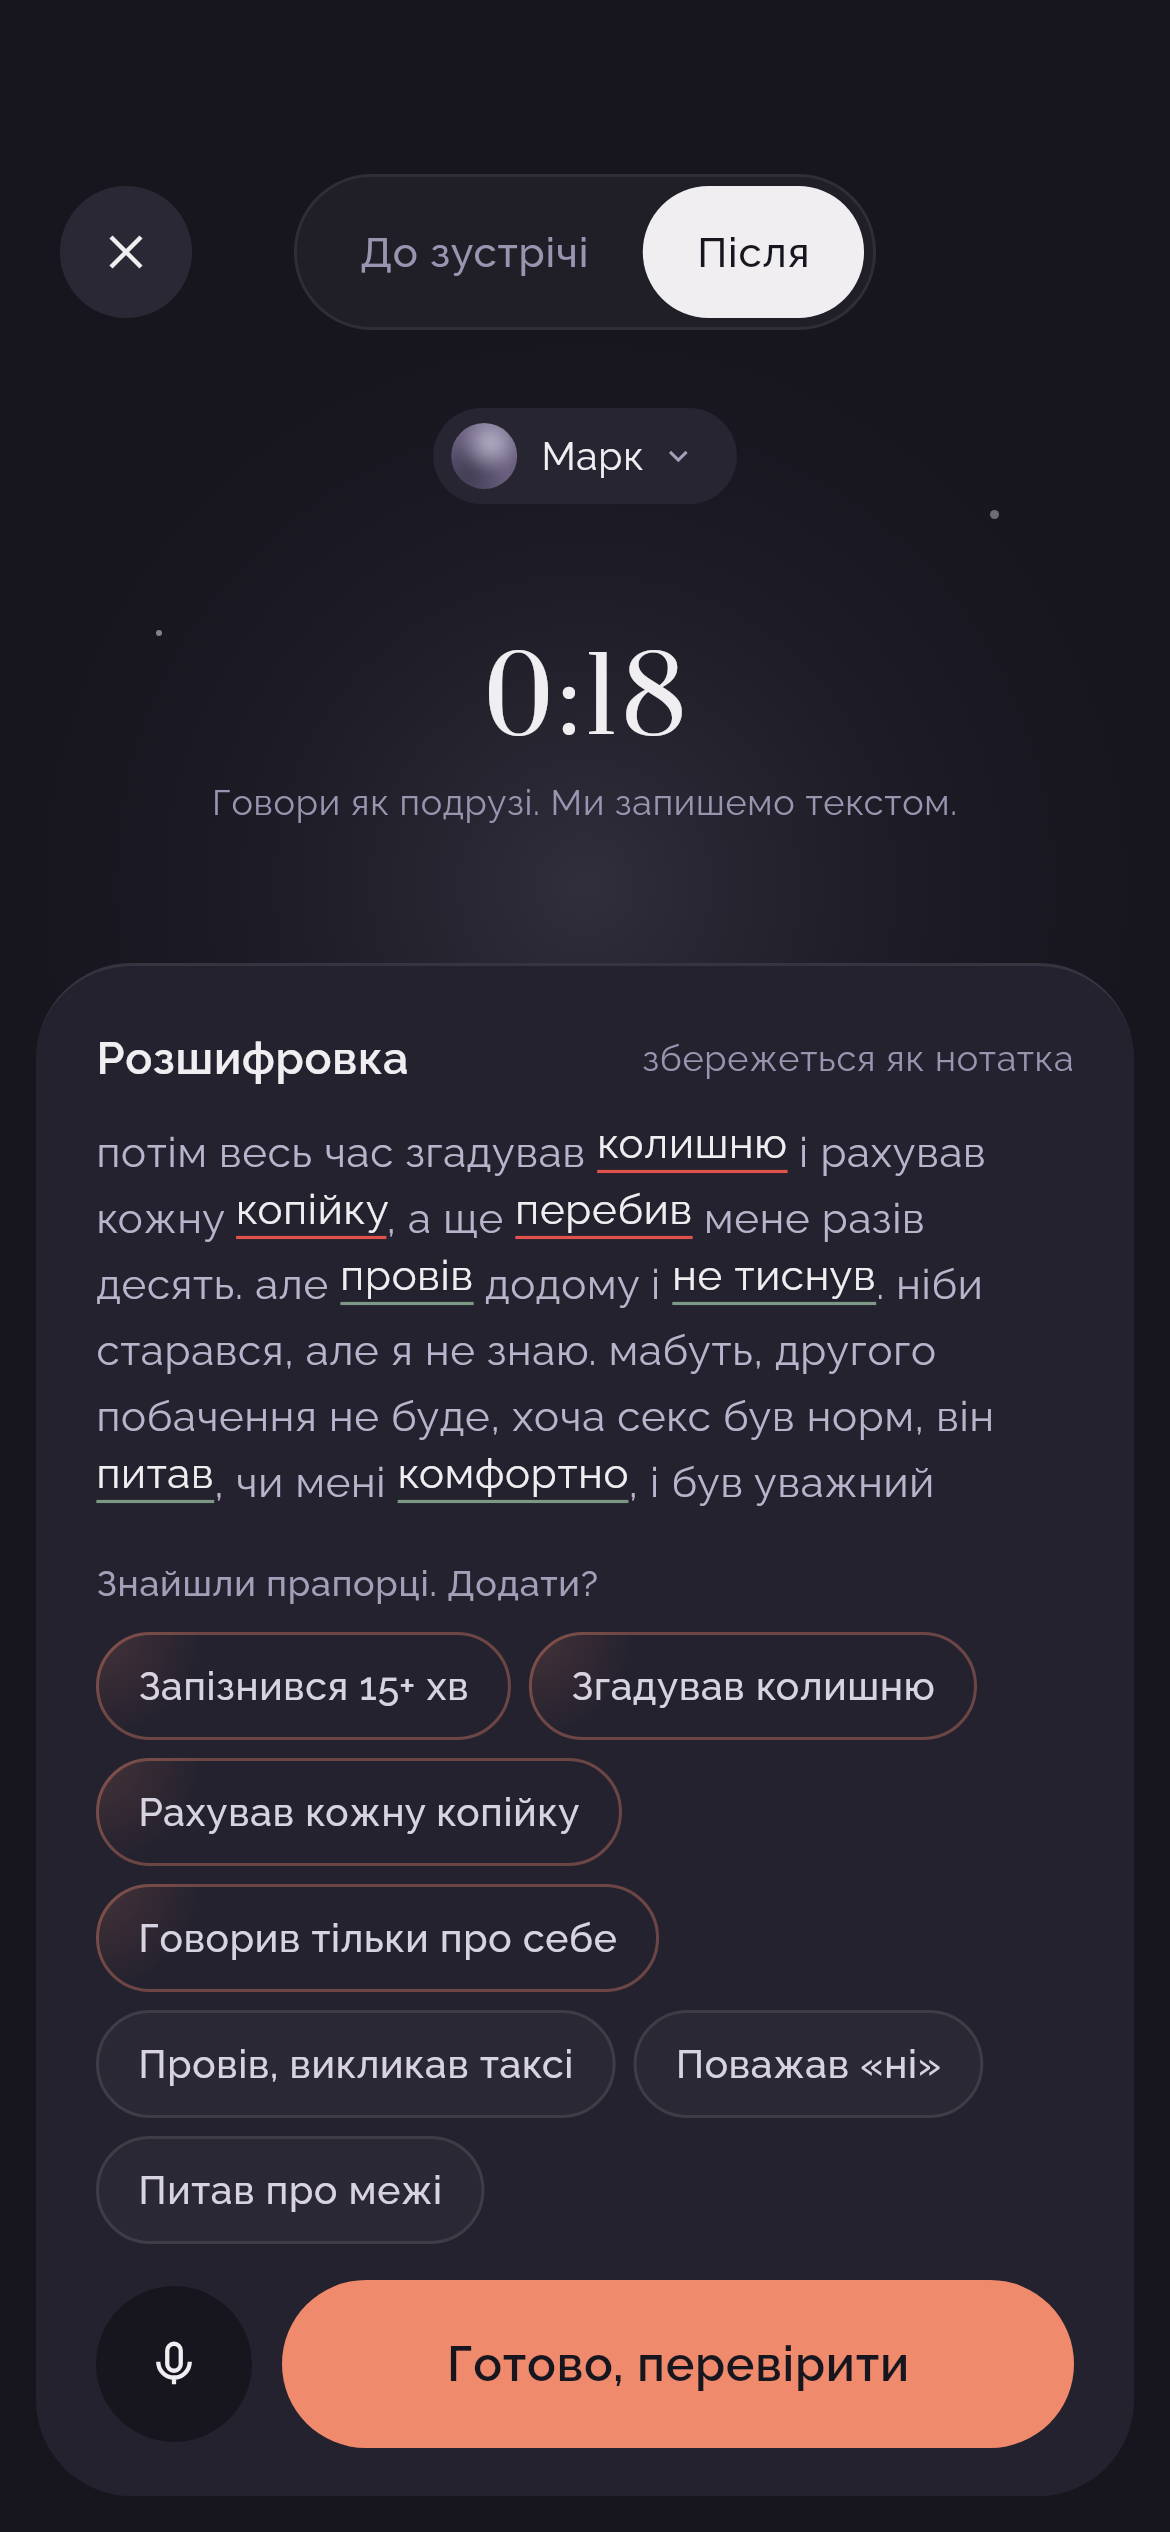 До зустрічі
Після
Марк
0:18
Говори як подрузі. Ми запишемо текстом.
Розшифровка
збережеться як нотатка
потім весь час згадував колишню і рахував
кожну копійку, а ще перебив мене разів
десять. але провів додому і не тиснув. ніби
старався, але я не знаю. мабуть, другого
побачення не буде, хоча секс був норм, він
питав, чи мені комфортно, і був уважний
Знайшли прапорці. Додати?
Запізнився 15+ хв
Згадував колишню
Рахував кожну копійку
Говорив тільки про себе
Провів, викликав таксі
Поважав «ні»
Питав про межі
Готово, перевірити